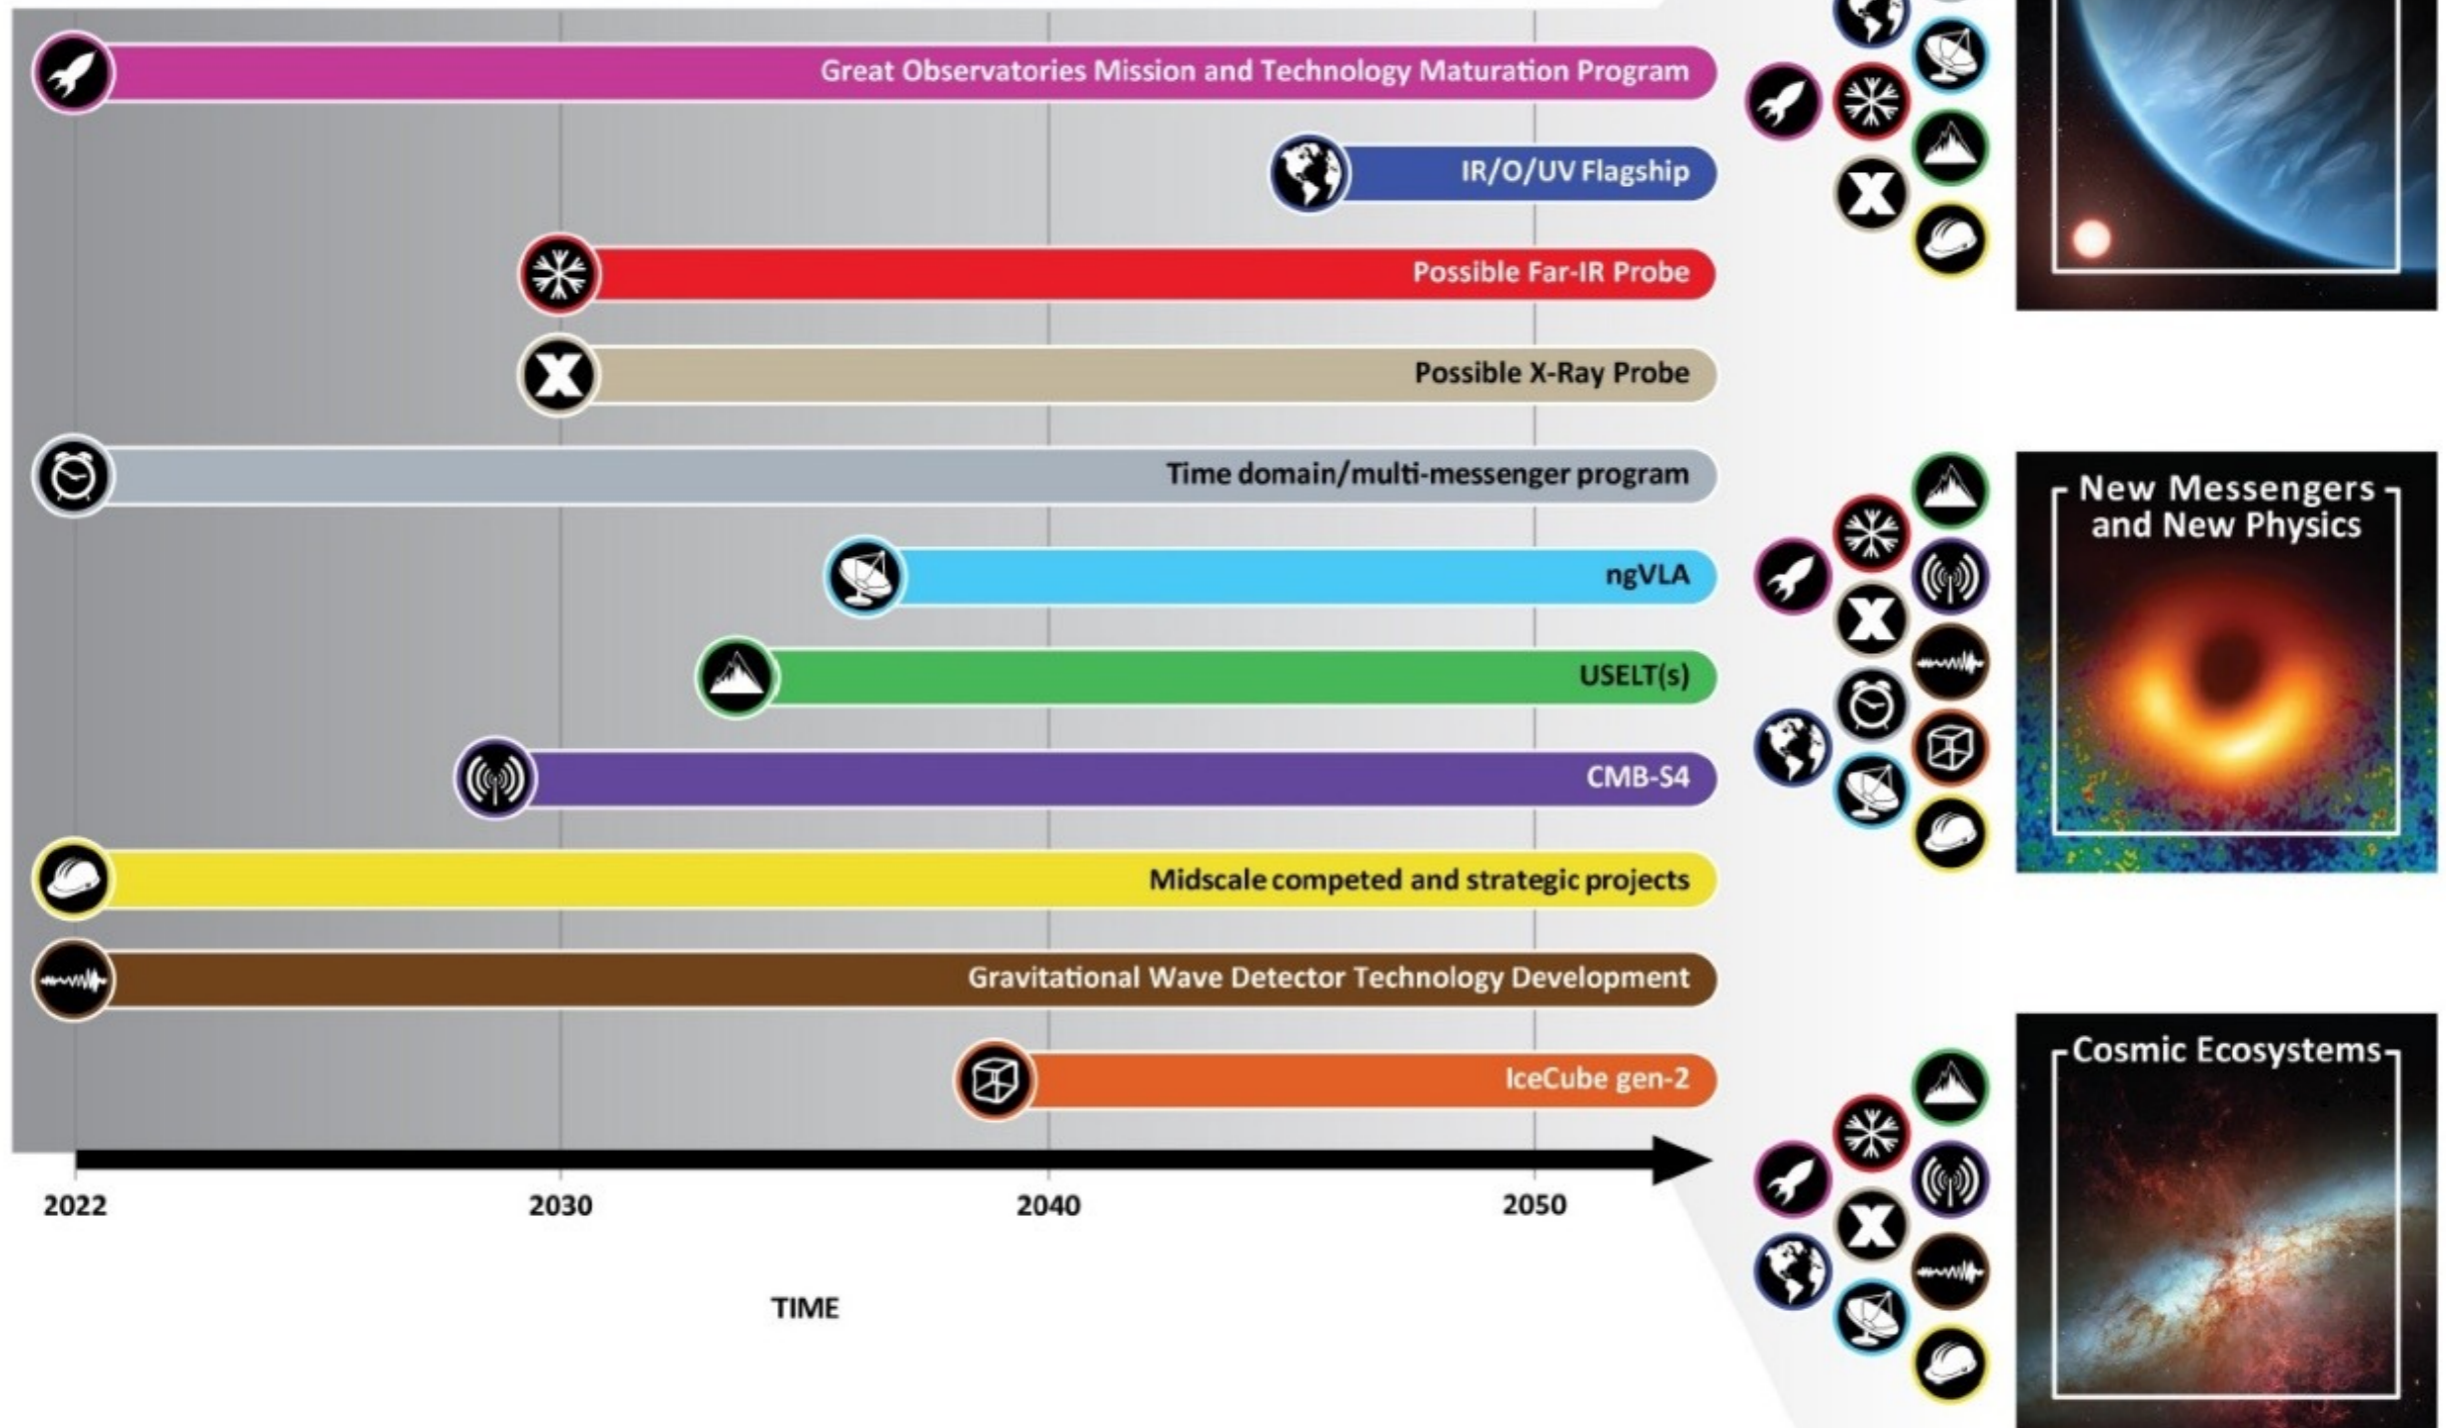 Great Observatories Mission and Technology Maturation Program
IR/O/UV Flagship
Possible Far-IR Probe
X
Possible X-Ray Probe
X
Time domain/multi-messenger program
New Messengers
and New Physics
ngVLA
X
USELT(s)
CMB-S4
Midscale competed and strategic projects
Gravitational Wave Detector Technology Development
IceCube gen-2
Cosmic Ecosystems
X
2022
2030
2040
2050
TIME